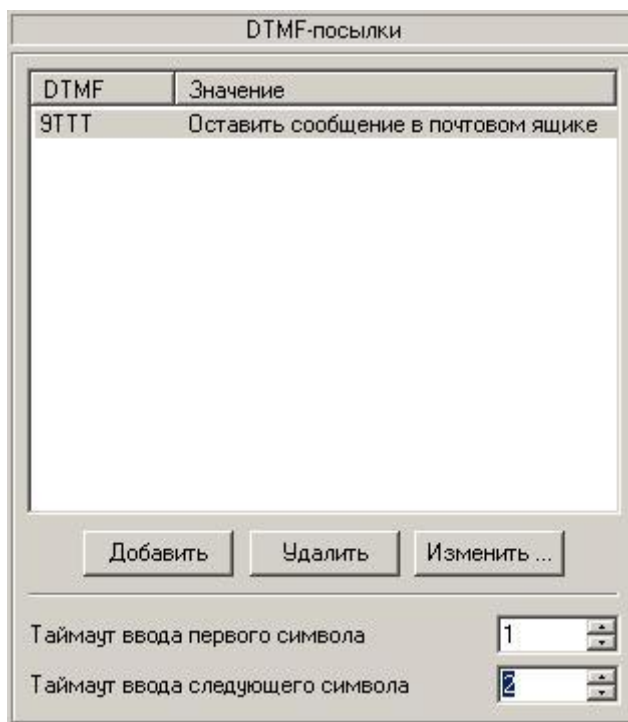 DTMF-посылки
DTMF Значение
9TTT Оставить сообщение в почтовом ящике
Добавить Удалить Изменить ...
Таймаут ввода первого символа 1
Таймаут ввода следующего символа 2